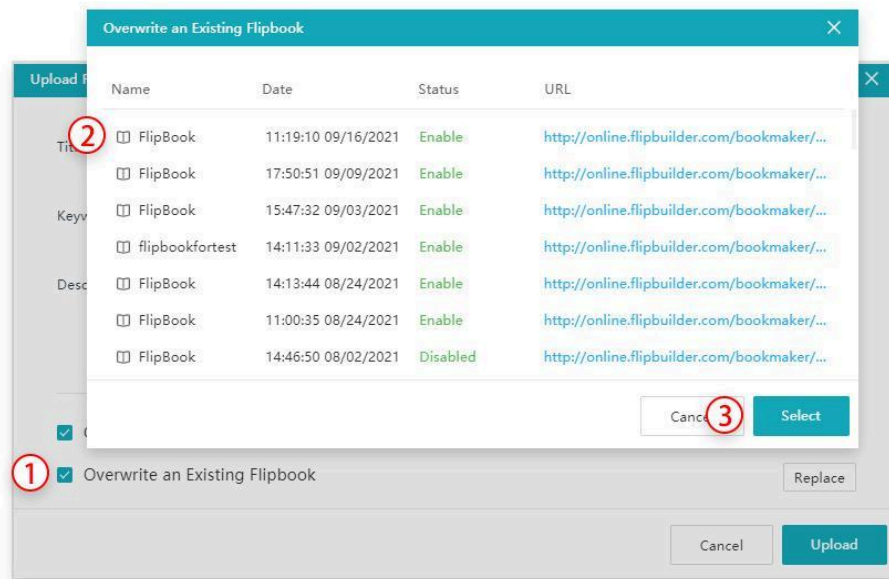 Overwrite an Existing Flipbook
Upload F
Name Date Status URL
② FlipBook 11:19:10 09/16/2021 Enable http://online.flipbuilder.com/bookmaker/...
FlipBook 17:50:51 09/09/2021 Enable http://online.flipbuilder.com/bookmaker/...
FlipBook 15:47:32 09/03/2021 Enable http://online.flipbuilder.com/bookmaker/...
flipbookfortest 14:11:33 09/02/2021 Enable http://online.flipbuilder.com/bookmaker/...
FlipBook 14:13:44 08/24/2021 Enable http://online.flipbuilder.com/bookmaker/...
FlipBook 11:00:35 08/24/2021 Enable http://online.flipbuilder.com/bookmaker/...
FlipBook 14:46:50 08/02/2021 Disabled http://online.flipbuilder.com/bookmaker/...
③ Select
① Overwrite an Existing Flipbook Replace
Cancel Upload